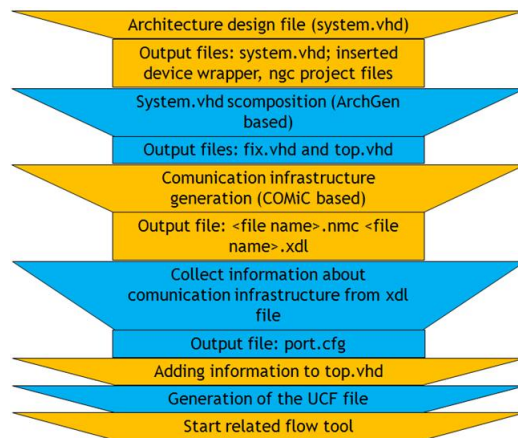 Architecture design file (system.vhd)
Output files: system.vhd; inserted
device wrapper, ngc project files
System.vhd scomposition (ArchGen
based)
Output files: fix.vhd and top.vhd
Comunication infrastructure
generation (COMiC based)
Output file: <file name>.nmc <file
name>.xdl
Collect information about
comunication infrastructure from xdl
file
Output file: port.cfg
Adding information to top.vhd
Generation of the UCF file
Start related flow tool